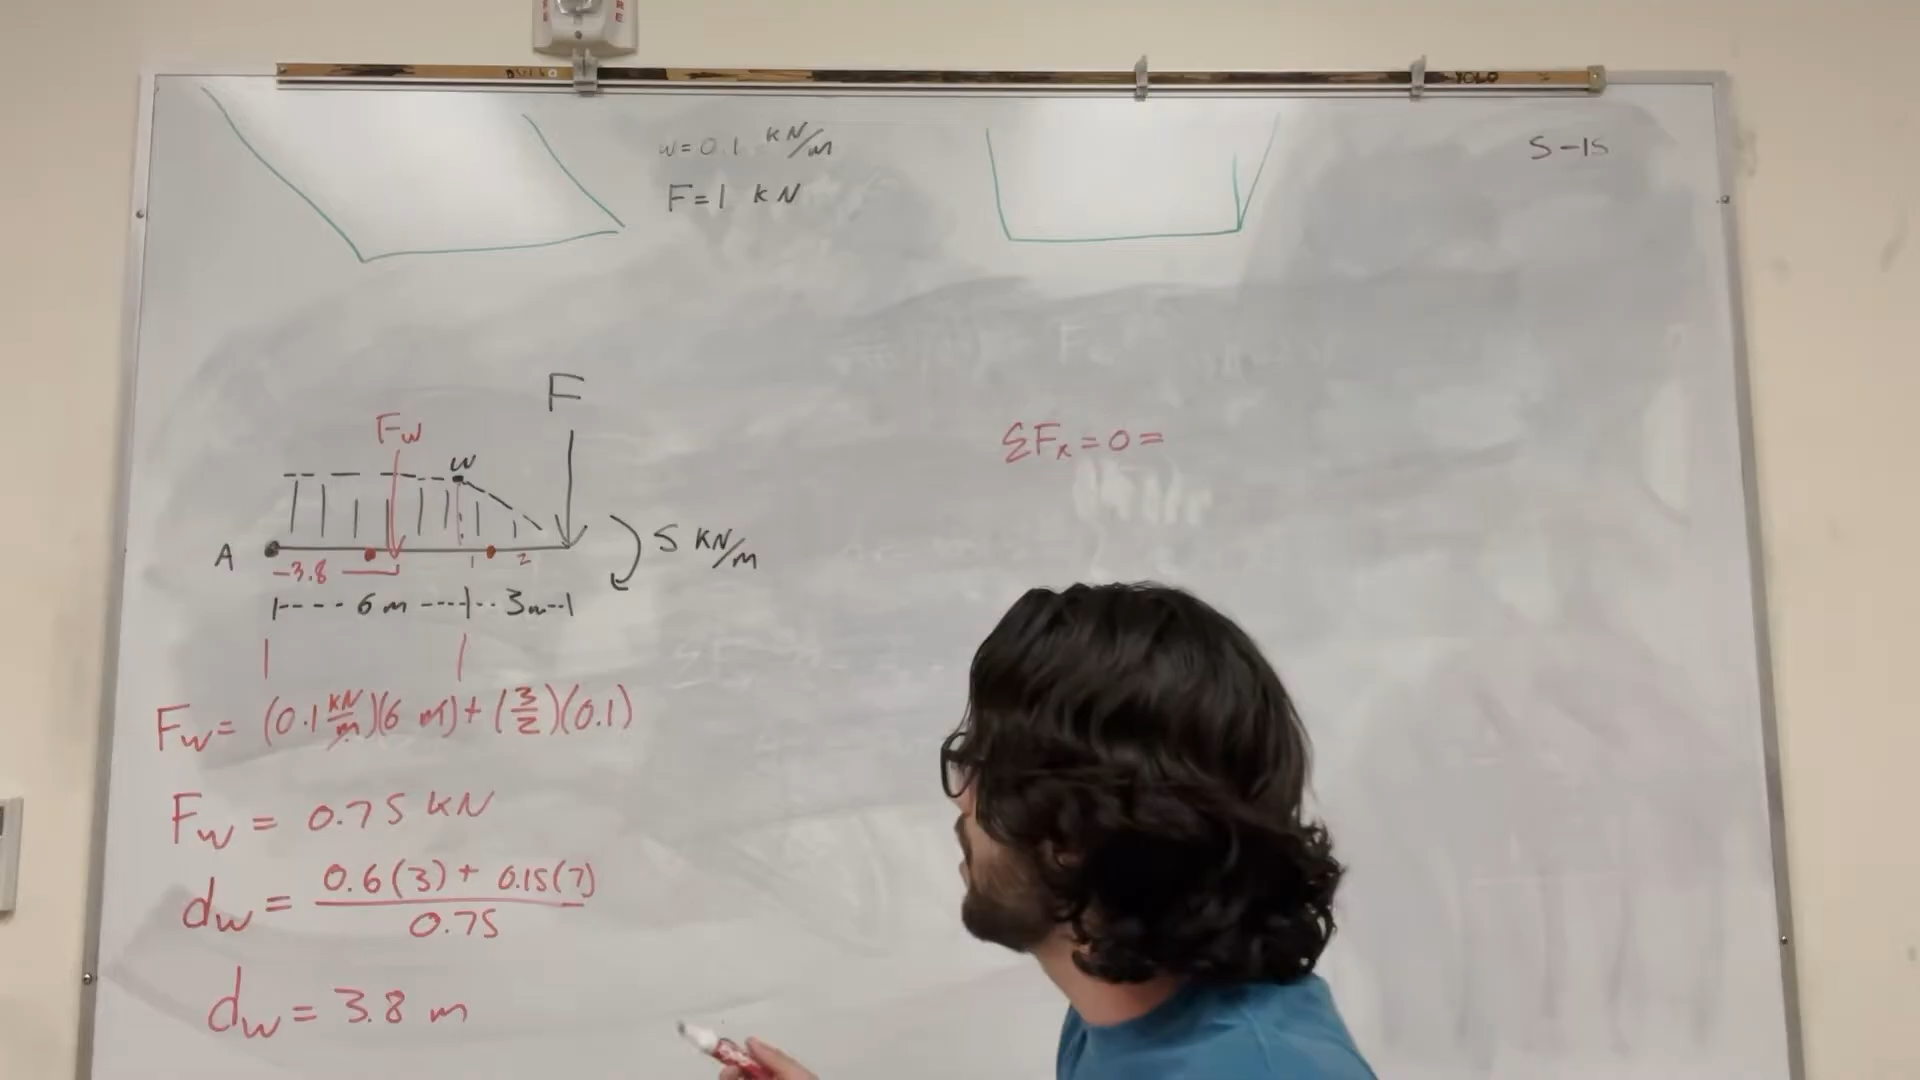 YOLO
w=0.1 kN/m
F=1 kN
S-15
F
Fw
w
A
-3.8
2
5 KN/m
6m
3m
ΣFx=0=
Fw= (0.1 kN/m)(6 m)+(3/2)(0.1)
Fw = 0.75 kN
dw = 0.6(3)+ 0.15(7) / 0.75
dw = 3.8 m